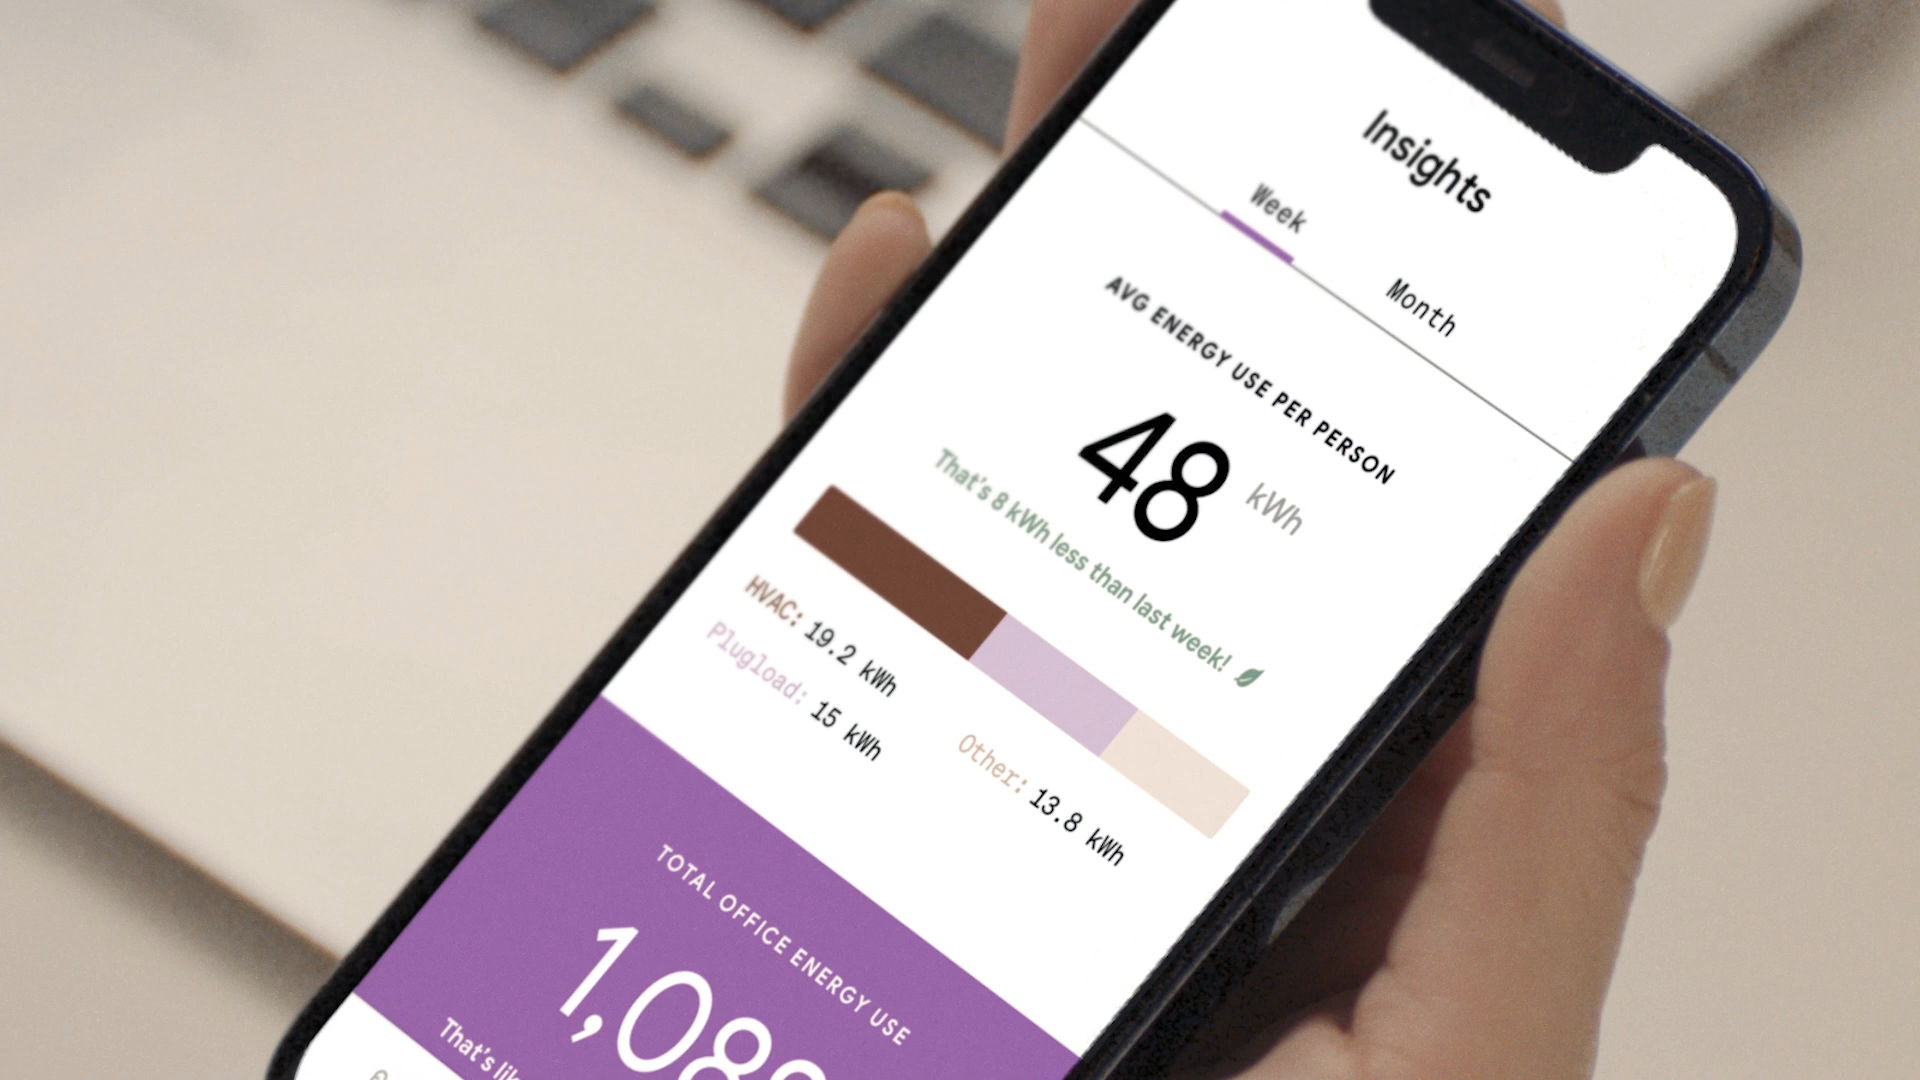 Insights
Week
Month
AVG ENERGY USE PER PERSON
48 kWh
That's 8 kWh less than last week!
HVAC: 19.2 kWh
Plugload: 15 kWh
Other: 13.8 kWh
TOTAL OFFICE ENERGY USE
That's